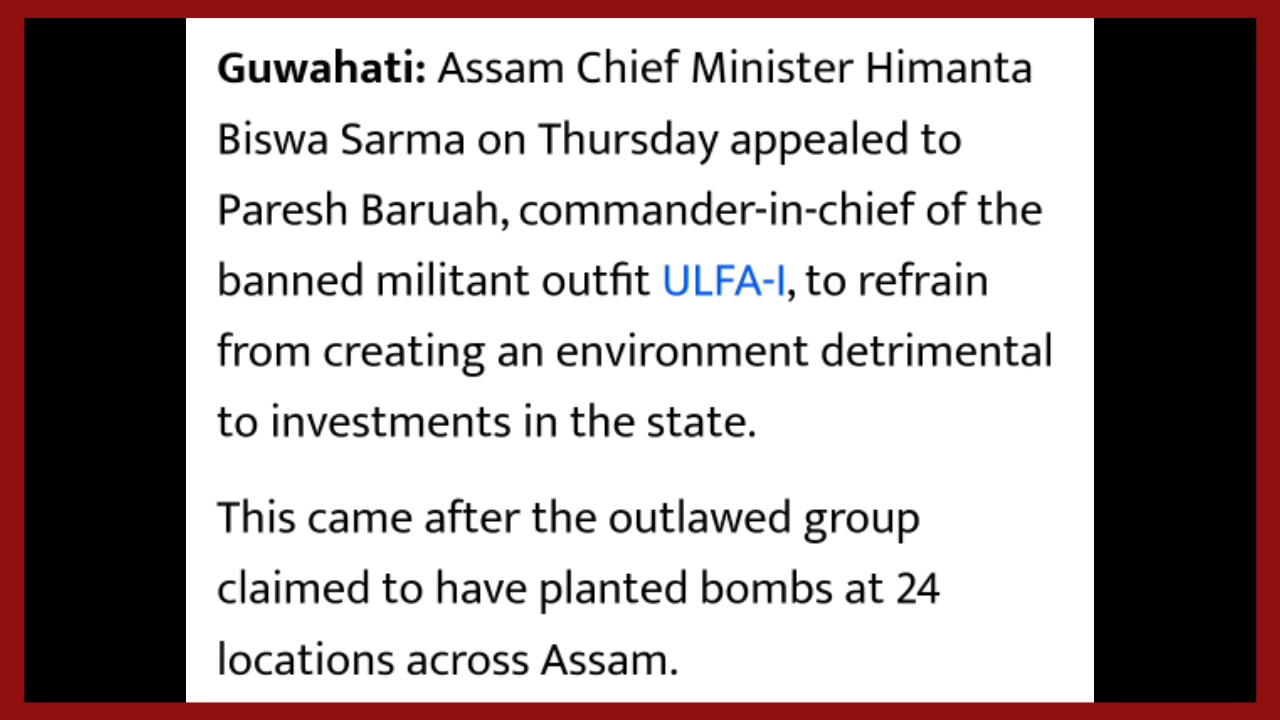 Guwahati: Assam Chief Minister Himanta
Biswa Sarma on Thursday appealed to
Paresh Baruah, commander-in-chief of the
banned militant outfit ULFA-I, to refrain
from creating an environment detrimental
to investments in the state.
This came after the outlawed group
claimed to have planted bombs at 24
locations across Assam.